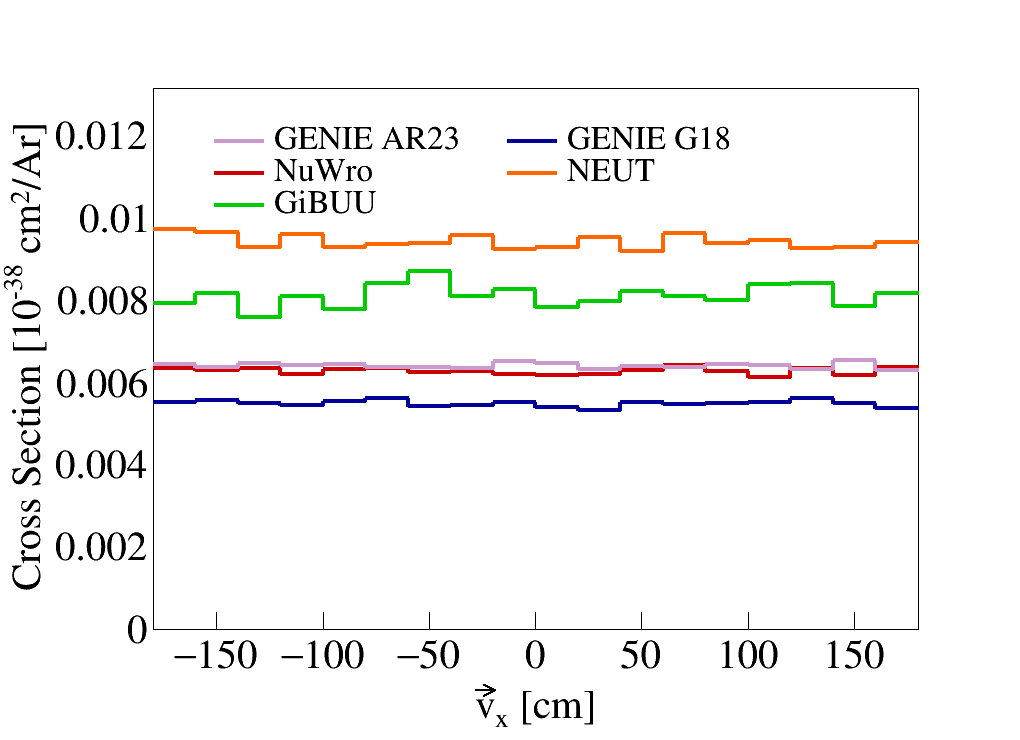 Cross Section [10⁻³⁸ cm²/Ar]
0.012
0.01
0.008
0.006
0.004
0.002
0
GENIE AR23
GENIE G18
NuWro
NEUT
GiBUU
−150 −100 −50 0 50 100 150
v⃗ₓ [cm]